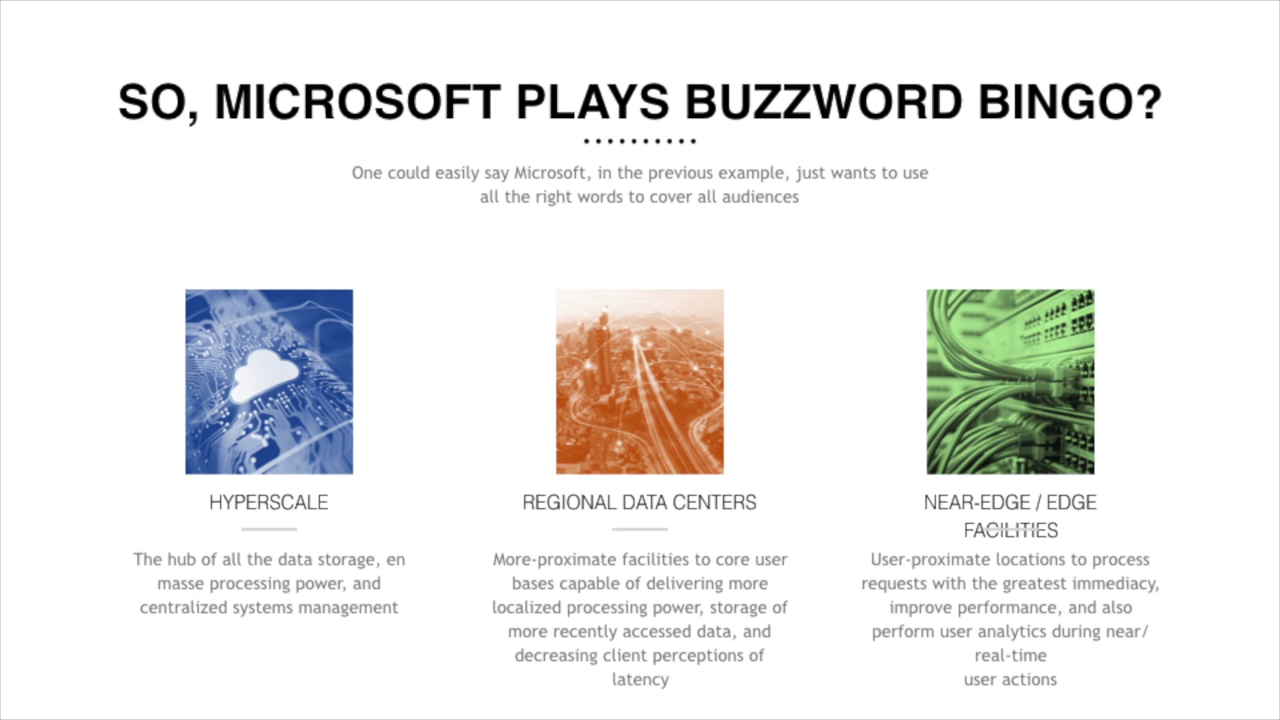 SO, MICROSOFT PLAYS BUZZWORD BINGO?
One could easily say Microsoft, in the previous example, just wants to use
all the right words to cover all audiences
HYPERSCALE
The hub of all the data storage, en
masse processing power, and
centralized systems management
REGIONAL DATA CENTERS
More-proximate facilities to core user
bases capable of delivering more
localized processing power, storage of
more recently accessed data, and
decreasing client perceptions of
latency
NEAR-EDGE / EDGE
FACILITIES
User-proximate locations to process
requests with the greatest immediacy,
improve performance, and also
perform user analytics during near/
real-time
user actions